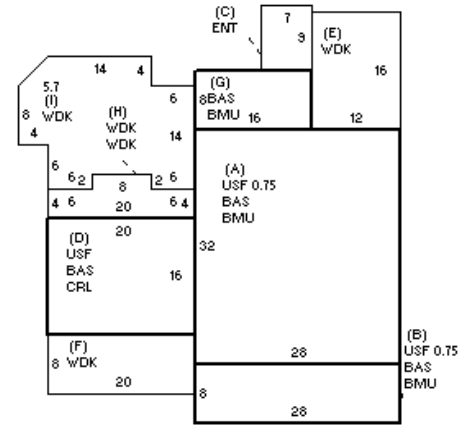 (C)
ENT
7
9
(E)
WDK
16
12
14
4
5.7
(I)
WDK
8
4
(H)
WDK
WDK
6
14
(G)
8 BAS
BMU
16
6
6 2
8
2 6
4 6
20
6 4
(A)
USF 0.75
BAS
BMU
32
28
20
(D)
USF
BAS
CRL
16
(F)
8 WDK
20
(B)
USF 0.75
BAS
BMU
8
28